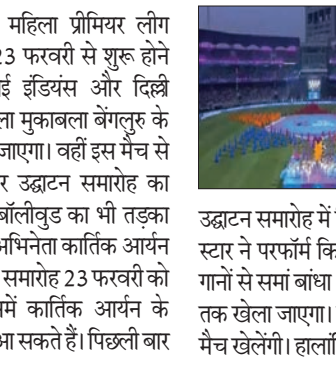 महिला प्रीमियर लीग
23 फरवरी से शुरू होने
इंडियंस और दिल्ली
मुकाबला बेंगलुरु के
जाएगा। वहीं इस मैच से
उद्घाटन समारोह का
बॉलीवुड का भी तड़का
अभिनेता कार्तिक आर्यन
समारोह 23 फरवरी को
कार्तिक आर्यन के
आ सकते हैं। पिछली बार
उद्घाटन समारोह में
स्टार ने परफॉर्म
गानों से समां बांधा
तक खेला जाएगा।
मैच खेलेंगी।